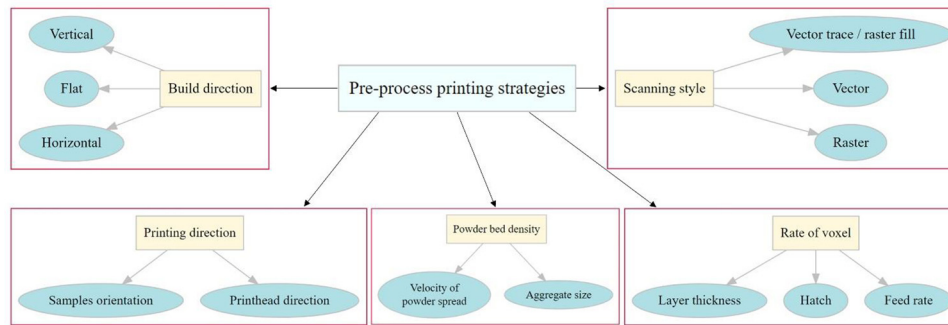 Pre-process printing strategies
Build direction
Vertical
Flat
Horizontal
Scanning style
Vector trace / raster fill
Vector
Raster
Printing direction
Samples orientation
Printhead direction
Powder bed density
Velocity of
powder spread
Aggregate size
Rate of voxel
Layer thickness
Hatch
Feed rate